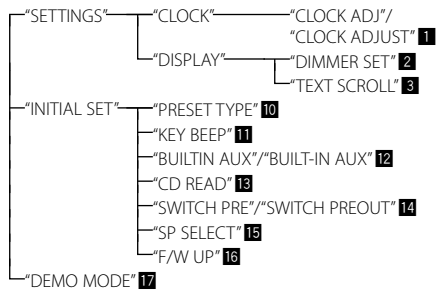 “SETTINGS” “CLOCK” “CLOCK ADJ”/
“CLOCK ADJUST” 1
“DISPLAY” “DIMMER SET” 2
“TEXT SCROLL” 3
“INITIAL SET” “PRESET TYPE” 10
“KEY BEEP” 11
“BUILTIN AUX”/“BUILT-IN AUX” 12
“CD READ” 13
“SWITCH PRE”/“SWITCH PREOUT” 14
“SP SELECT” 15
“F/W UP” 16
“DEMO MODE” 17